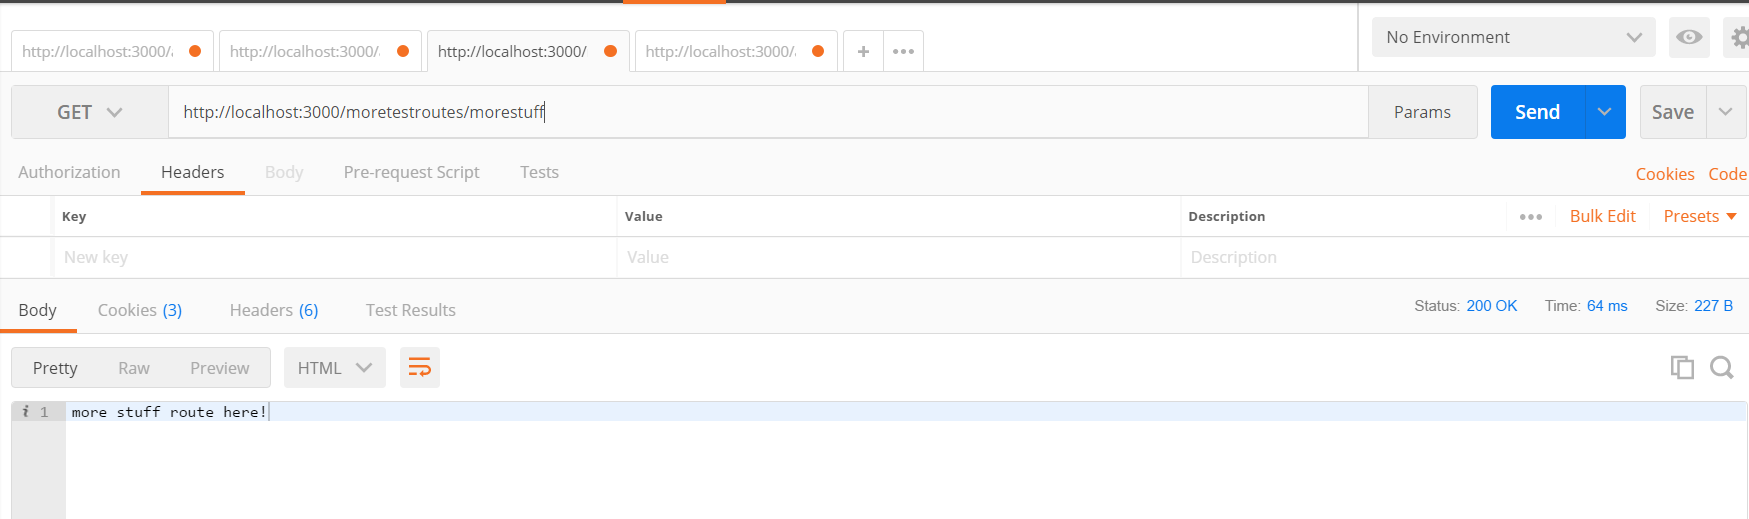 http://localhost:3000/ http://localhost:3000/ http://localhost:3000/ http://localhost:3000/ + ••• No Environment
GET http://localhost:3000/moretestroutes/morestuff Params Send Save
Authorization Headers Body Pre-request Script Tests Cookies Code
Key Value Description ••• Bulk Edit Presets
New key Value Description
Body Cookies (3) Headers (6) Test Results Status: 200 OK Time: 64 ms Size: 227 B
Pretty Raw Preview HTML
i 1 more stuff route here!